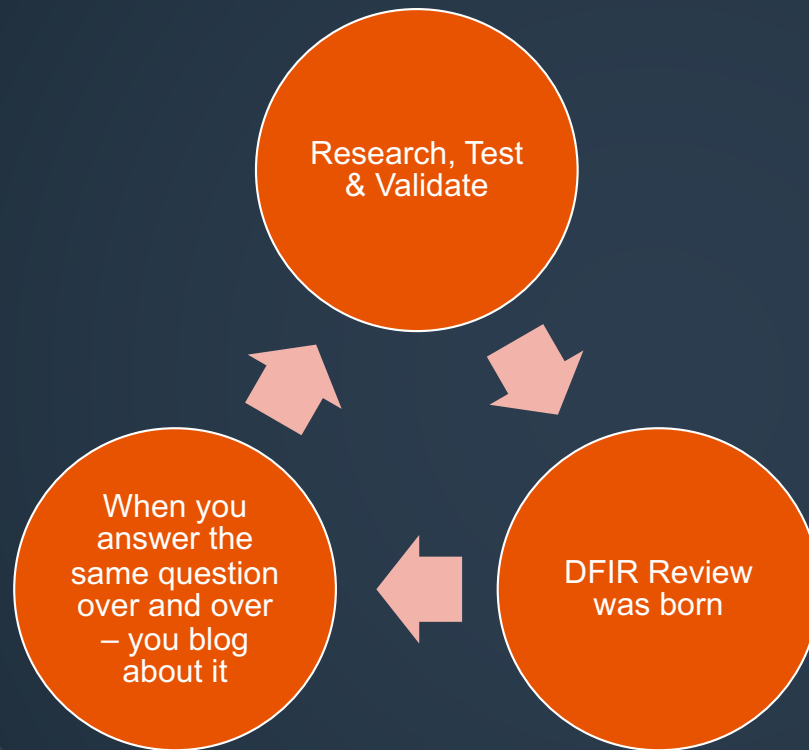 Research, Test
& Validate
When you
answer the
same question
over and over
– you blog
about it
DFIR Review
was born